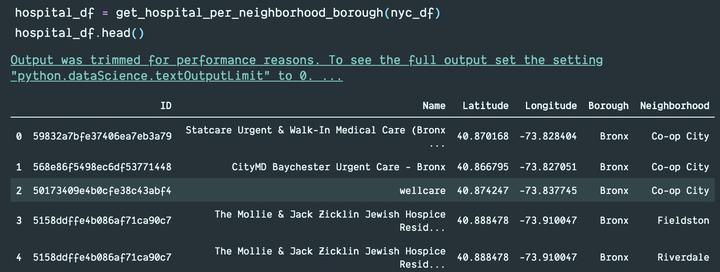 hospital_df = get_hospital_per_neighborhood_borough(nyc_df)
hospital_df.head()
Output was trimmed for performance reasons. To see the full output set the setting
"python.dataScience.textOutputLimit" to 0. ...
ID Name Latitude Longitude Borough Neighborhood
0 59832a7bfe37406ea7eb3a79 Statcare Urgent & Walk-In Medical Care (Bronx ... 40.870168 -73.828404 Bronx Co-op City
1 568e86f5498ec6df53771448 CityMD Baychester Urgent Care - Bronx 40.866795 -73.827051 Bronx Co-op City
2 50173409e4b0cfe38c43abf4 wellcare 40.874247 -73.837745 Bronx Co-op City
3 5158ddffe4b086af71ca90c7 The Mollie & Jack Zicklin Jewish Hospice Resid... 40.888478 -73.910047 Bronx Fieldston
4 5158ddffe4b086af71ca90c7 The Mollie & Jack Zicklin Jewish Hospice Resid... 40.888478 -73.910047 Bronx Riverdale